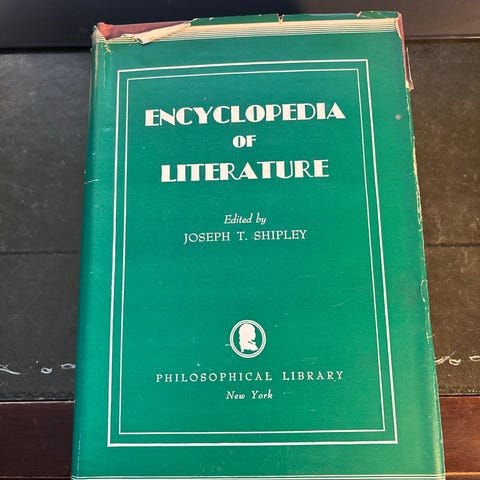 ENCYCLOPEDIA
OF
LITERATURE
Edited by
JOSEPH T. SHIPLEY
PHILOSOPHICAL LIBRARY
New York